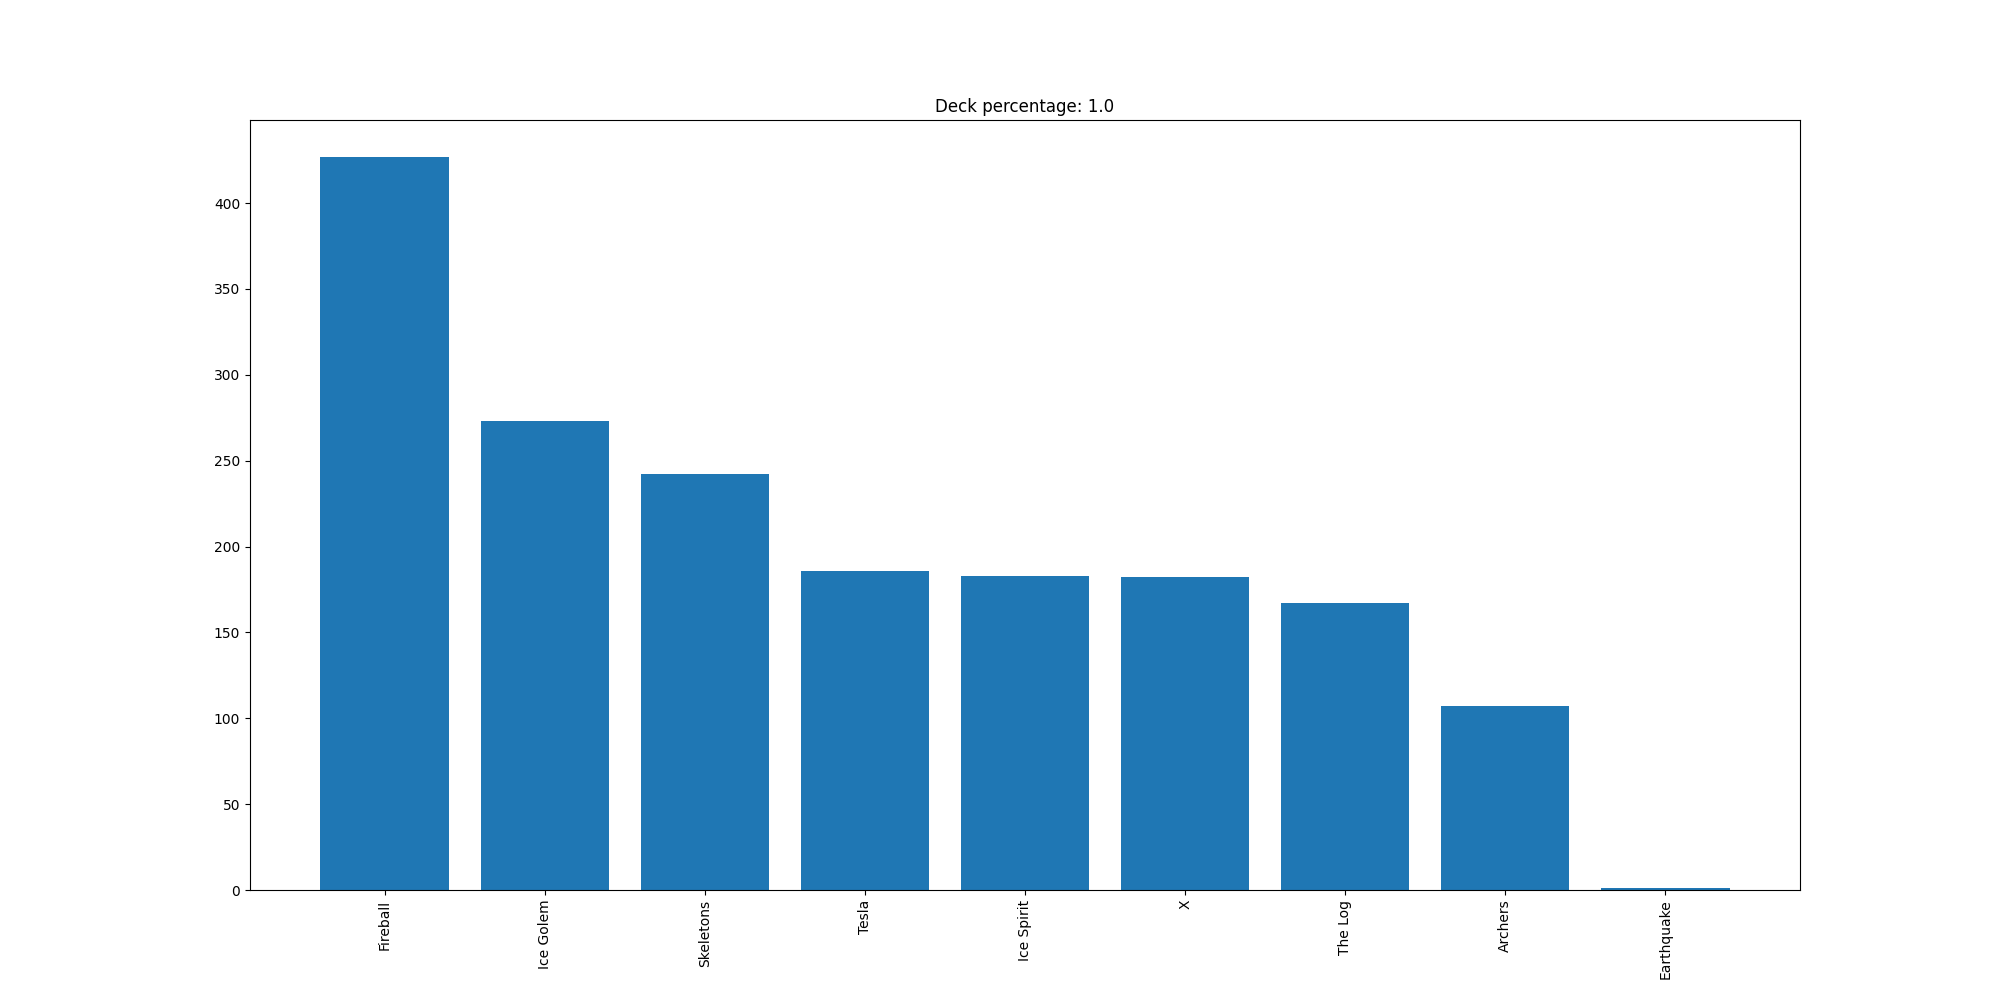 Deck percentage: 1.0
400
350
300
250
200
150
100
50
0
Fireball
Ice Golem
Skeletons
Tesla
Ice Spirit
X
The Log
Archers
Earthquake